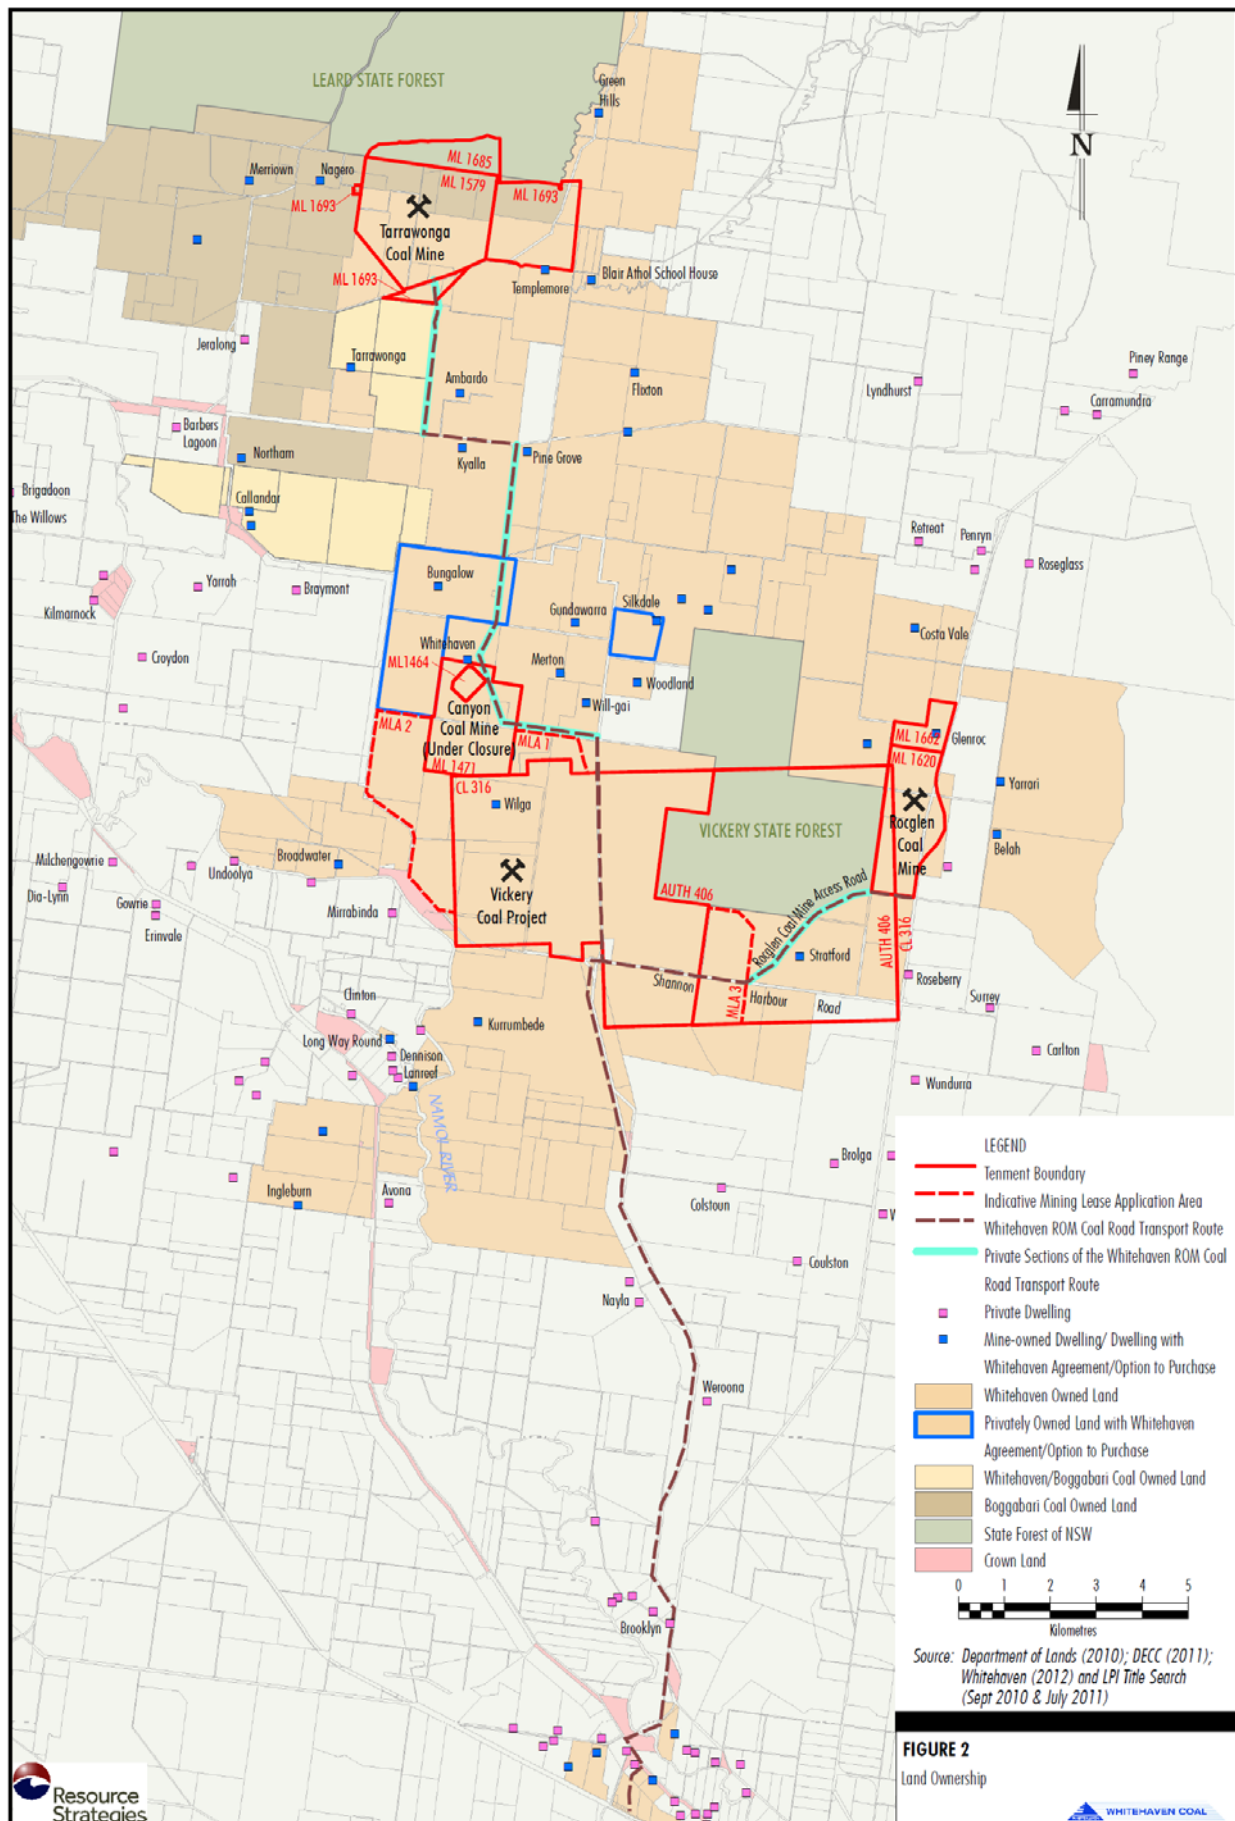 LEARD STATE FOREST
Green
Hills
N
ML 1685
ML 1579
ML 1693
Merriown
Nagero
ML 1693
Tarrawonga
Coal Mine
ML 1693
Templemore
Blair Athol School House
Jeralong
Tarrawonga
Ambardo
Flixton
Lyndhurst
Piney Range
Carramundra
Barbers
Lagoon
Northam
Kyalla
Pine Grove
Brigadoon
The Willows
Callandar
Retreat
Penryn
Roseglass
Kilmarnock
Yarrah
Braymont
Bungalow
Gundawarra
Silkdale
Costa Vale
Croydon
Whitehaven
ML1464
Merton
Woodland
Will-gai
Canyon
Coal Mine
(Under Closure)
MLA 2
MLA 1
ML 1471
CL 316
ML 1662
Glenroc
ML 1620
Wilga
Yarrari
Rocglen
Coal
Mine
VICKERY STATE FOREST
Belah
Milchengowrie
Undoolya
Broadwater
Dia-Lynn
Gowrie
Erinvale
Mirrabinda
Vickery
Coal Project
AUTH 406
Rocglen Coal Mine Access Road
AUTH 406
CL 316
Stratford
Shannon
Harbour
Road
MLA 3
Roseberry
Surrey
Clinton
Kurrumbede
Long Way Round
Dennison
Lanreef
Carlton
Wundurra
NAMOI RIVER
Brolga
Ingleburn
Avona
Colstoun
W
Coulston
Nayla
Weroona
Brooklyn
LEGEND
Tenment Boundary
Indicative Mining Lease Application Area
Whitehaven ROM Coal Road Transport Route
Private Sections of the Whitehaven ROM Coal
Road Transport Route
Private Dwelling
Mine-owned Dwelling/ Dwelling with
Whitehaven Agreement/Option to Purchase
Whitehaven Owned Land
Privately Owned Land with Whitehaven
Agreement/Option to Purchase
Whitehaven/Boggabari Coal Owned Land
Boggabari Coal Owned Land
State Forest of NSW
Crown Land
0 1 2 3 4 5
Kilometres
Source: Department of Lands (2010); DECC (2011);
Whitehaven (2012) and LPI Title Search
(Sept 2010 & July 2011)
FIGURE 2
Land Ownership
Resource
Strategies
WHITEHAVEN COAL